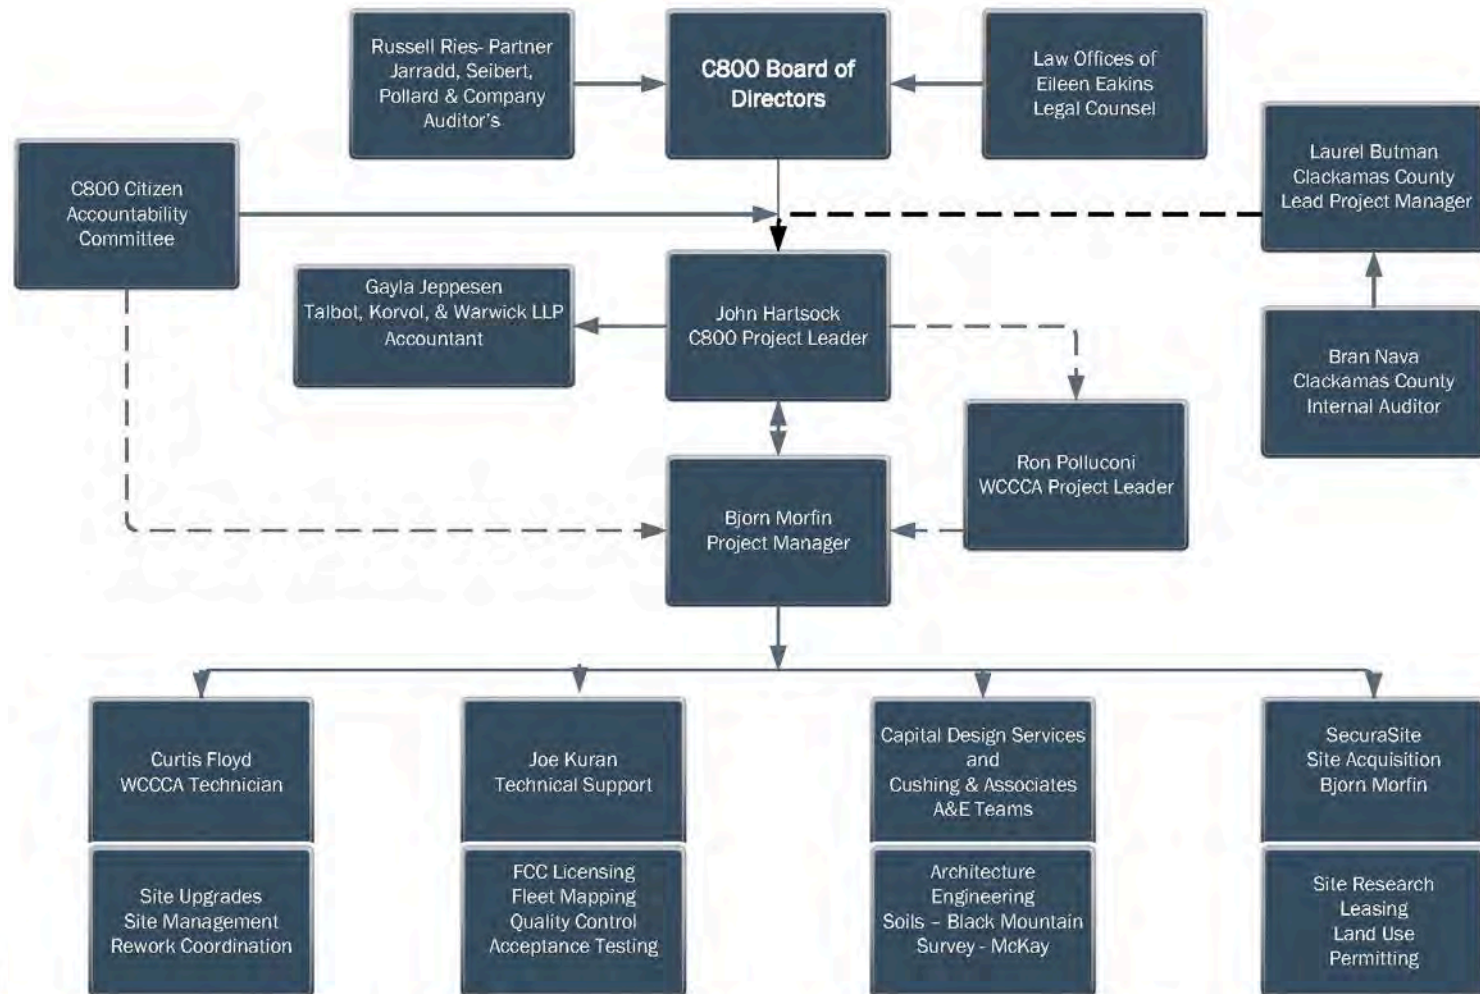 Russell Ries- Partner
Jarradd, Seibert,
Pollard & Company
Auditor's
C800 Board of
Directors
Law Offices of
Eileen Eakins
Legal Counsel
Laurel Butman
Clackamas County
Lead Project Manager
C800 Citizen
Accountability
Committee
Gayla Jeppesen
Talbot, Korvol, & Warwick LLP
Accountant
John Hartsock
C800 Project Leader
Bran Nava
Clackamas County
Internal Auditor
Ron Polluconi
WCCCA Project Leader
Bjorn Morfin
Project Manager
Curtis Floyd
WCCCA Technician
Joe Kuran
Technical Support
Capital Design Services
and
Cushing & Associates
A&E Teams
SecuraSite
Site Acquisition
Bjorn Morfin
Site Upgrades
Site Management
Rework Coordination
FCC Licensing
Fleet Mapping
Quality Control
Acceptance Testing
Architecture
Engineering
Soils – Black Mountain
Survey - McKay
Site Research
Leasing
Land Use
Permitting